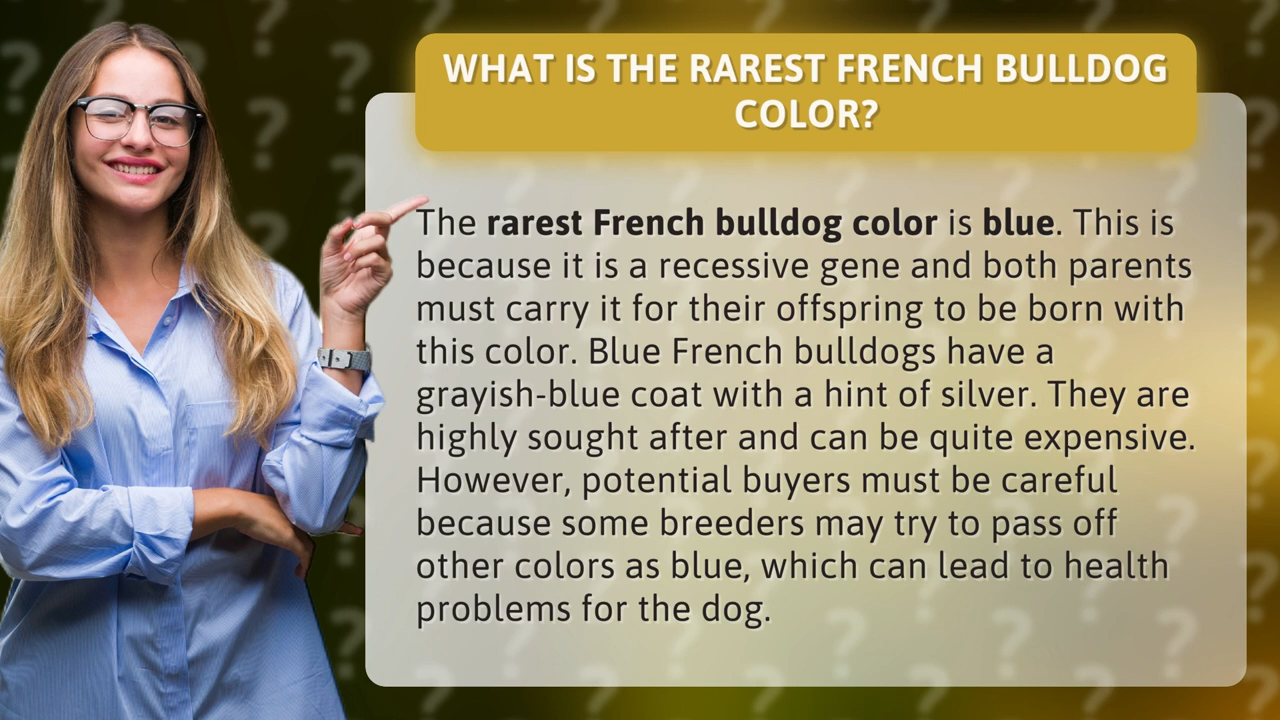 WHAT IS THE RAREST FRENCH BULLDOG
COLOR?
The rarest French bulldog color is blue. This is
because it is a recessive gene and both parents
must carry it for their offspring to be born with
this color. Blue French bulldogs have a
grayish-blue coat with a hint of silver. They are
highly sought after and can be quite expensive.
However, potential buyers must be careful
because some breeders may try to pass off
other colors as blue, which can lead to health
problems for the dog.